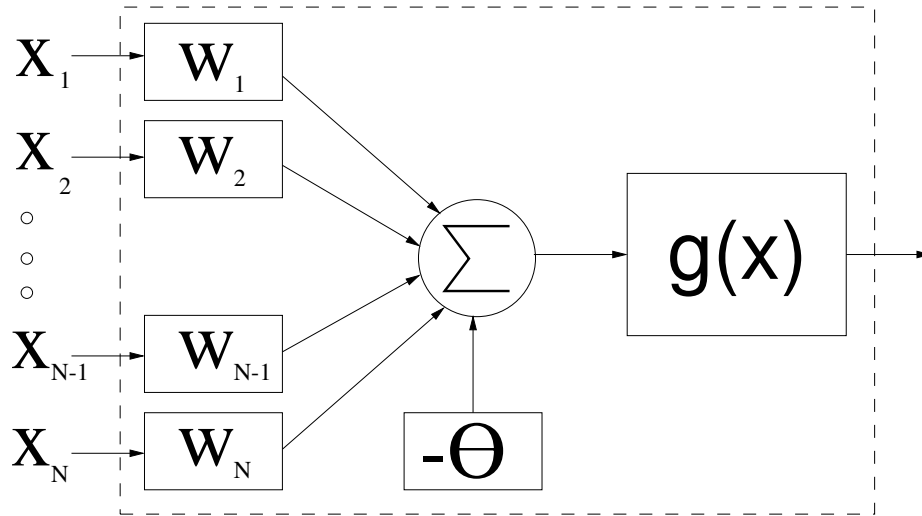 X1 W1
X2 W2
Σ g(x)
XN-1 WN-1
XN WN -Θ